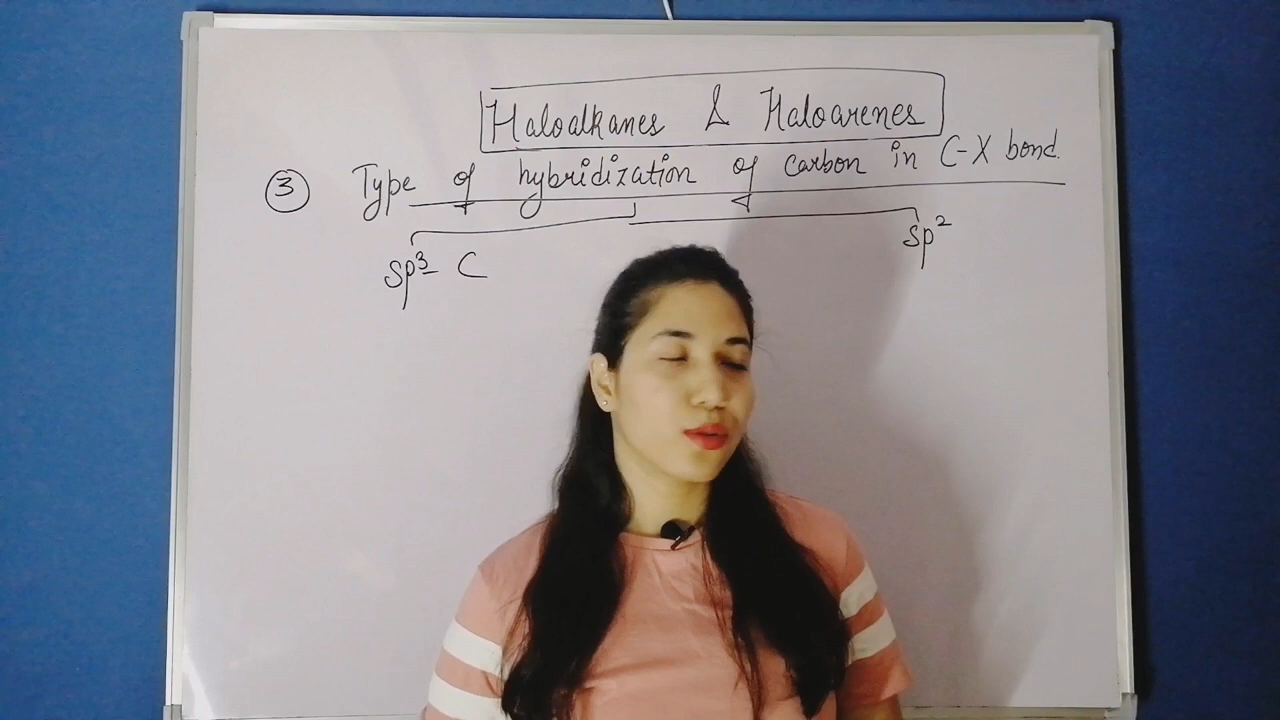 Haloalkanes & Haloarenes
③ Type of hybridization of carbon in C-X bond.
sp³- C
sp²